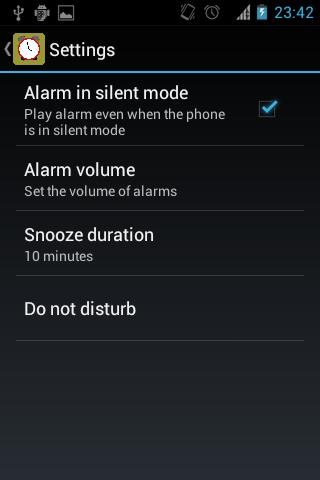 23:42
Settings
Alarm in silent mode
Play alarm even when the phone
is in silent mode
Alarm volume
Set the volume of alarms
Snooze duration
10 minutes
Do not disturb